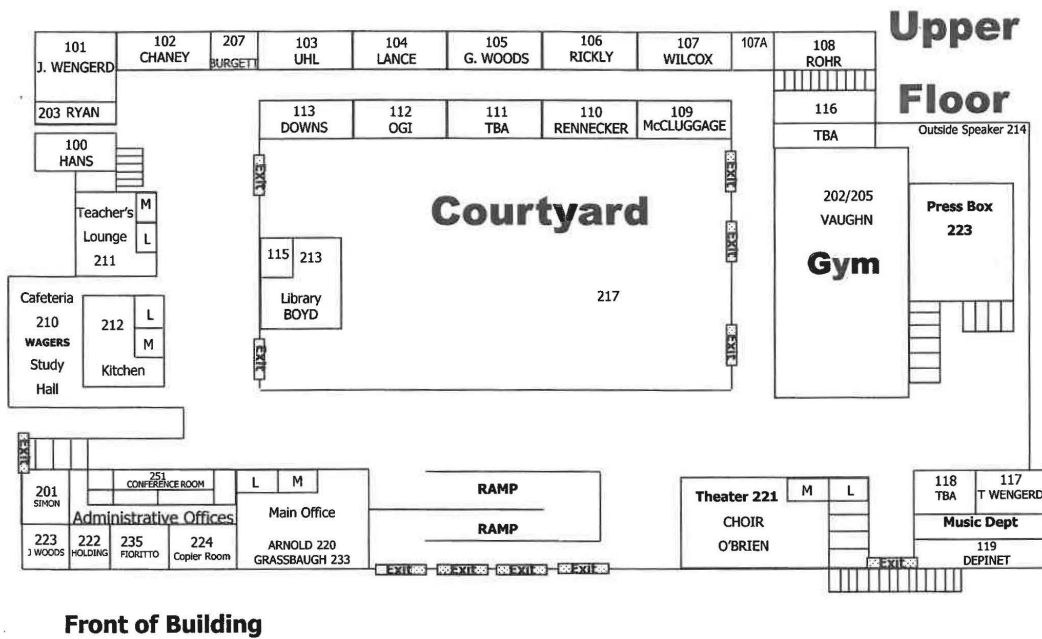 Upper
Floor
101
J. WENGERD
102
CHANEY
207
BURGETT
103
UHL
104
LANCE
105
G. WOODS
106
RICKLY
107
WILCOX
107A
108
ROHR
203 RYAN
113
DOWNS
112
OGI
111
TBA
110
RENNECKER
109
McCLUGGAGE
116
TBA
Outside Speaker 214
100
HANS
Exit
Exit
Teacher's
Lounge
211
M
L
Courtyard
202/205
VAUGHN
Gym
Press Box
223
Exit
115
213
Library
BOYD
217
Cafeteria
210
WAGERS
Study
Hall
212
Kitchen
L
M
Exit
Exit
Exit
251
CONFERENCE ROOM
201
SIMON
Administrative Offices
L
M
Main Office
ARNOLD 220
GRASSBAUGH 233
223
J WOODS
222
HOLDING
235
FIORITTO
224
Copier Room
RAMP
RAMP
Theater 221
CHOIR
O'BRIEN
M
L
118
TBA
117
T WENGERD
Music Dept
119
DEPINET
Exit
Exit
Exit
Exit
Exit
Front of Building